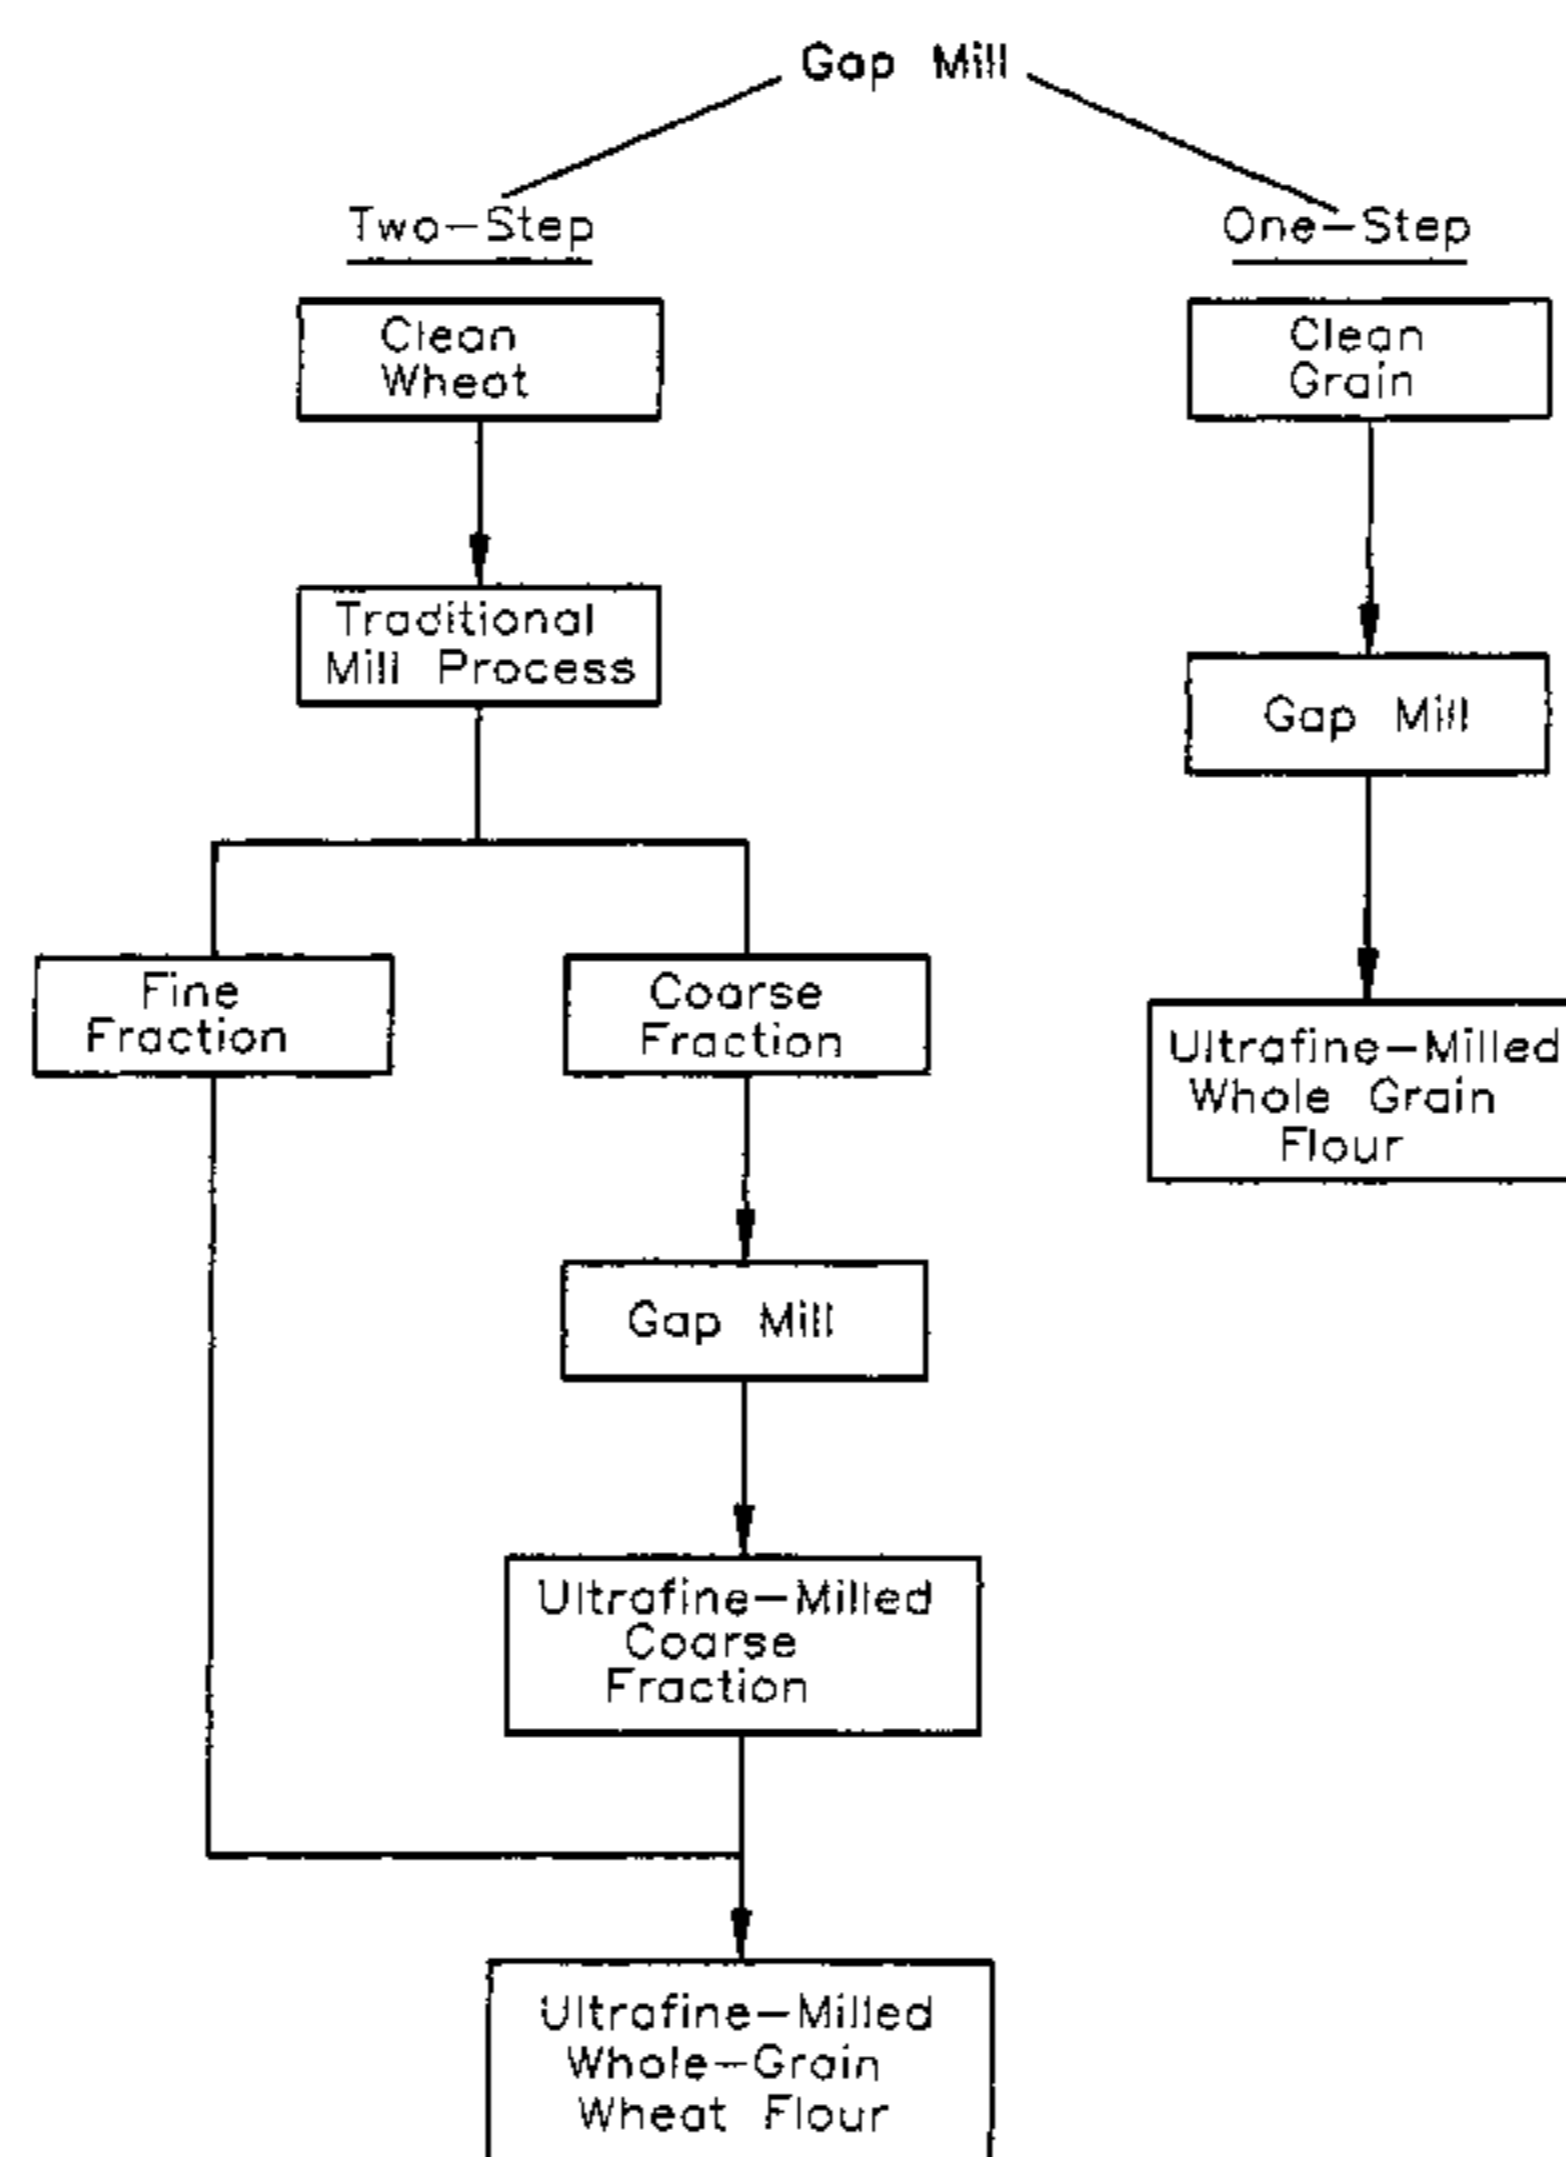 Gap Mill
Two-Step
One-Step
Clean
Wheat
Clean
Grain
Traditional
Mill Process
Gap Mill
Fine
Fraction
Coarse
Fraction
Ultrafine-Milled
Whole Grain
Flour
Gap Mill
Ultrafine-Milled
Coarse
Fraction
Ultrafine-Milled
Whole-Grain
Wheat Flour